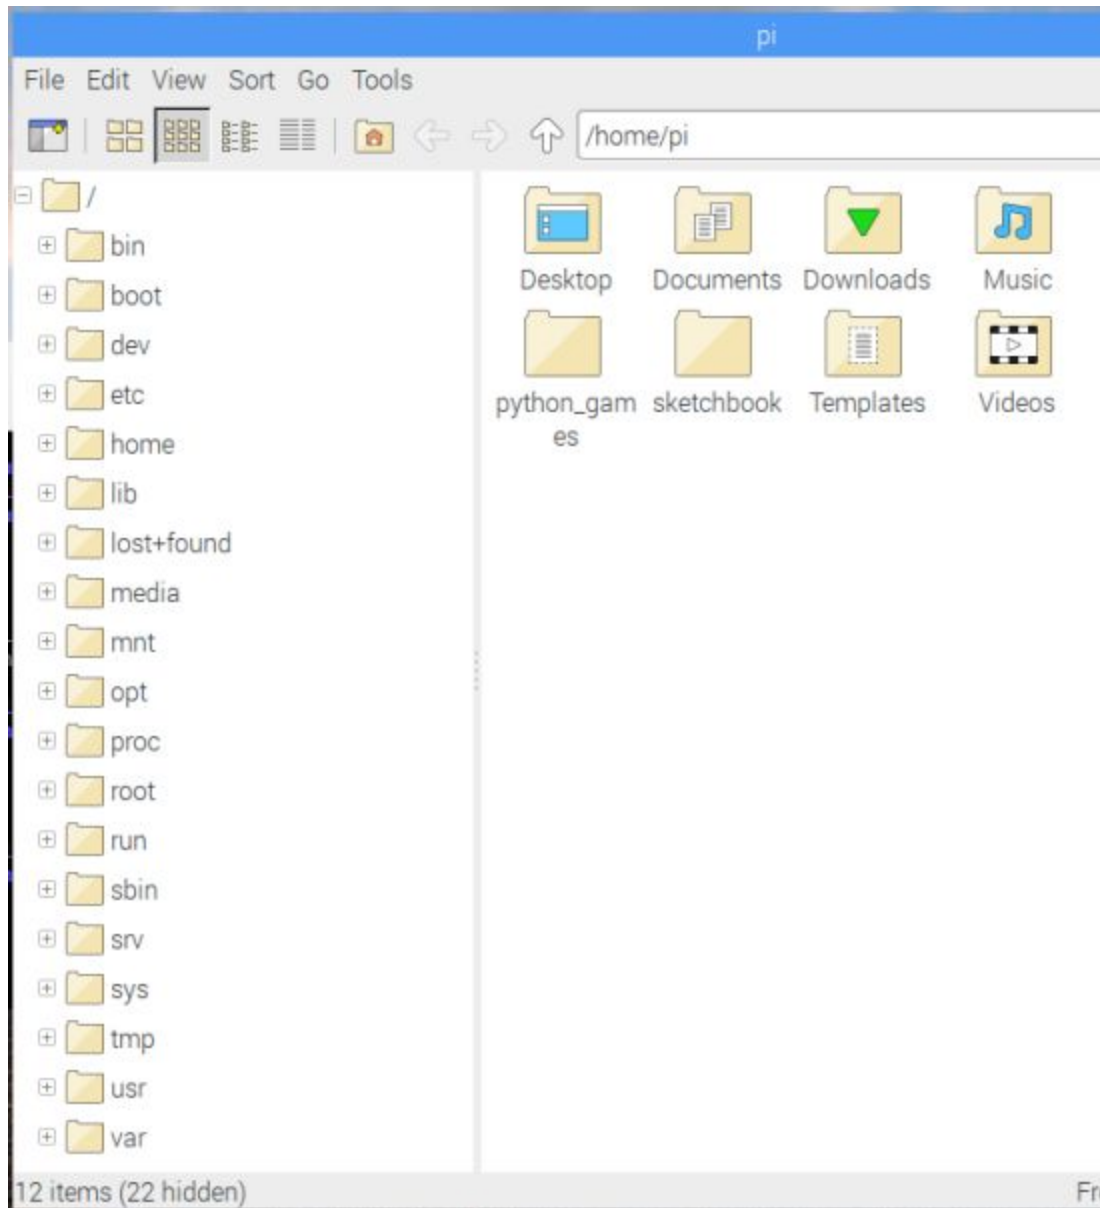 pi
File Edit View Sort Go Tools
/home/pi
/
bin
boot
dev
etc
home
lib
lost+found
media
mnt
opt
proc
root
run
sbin
srv
sys
tmp
usr
var
Desktop Documents Downloads Music
python_gam sketchbook Templates Videos
es
12 items (22 hidden)